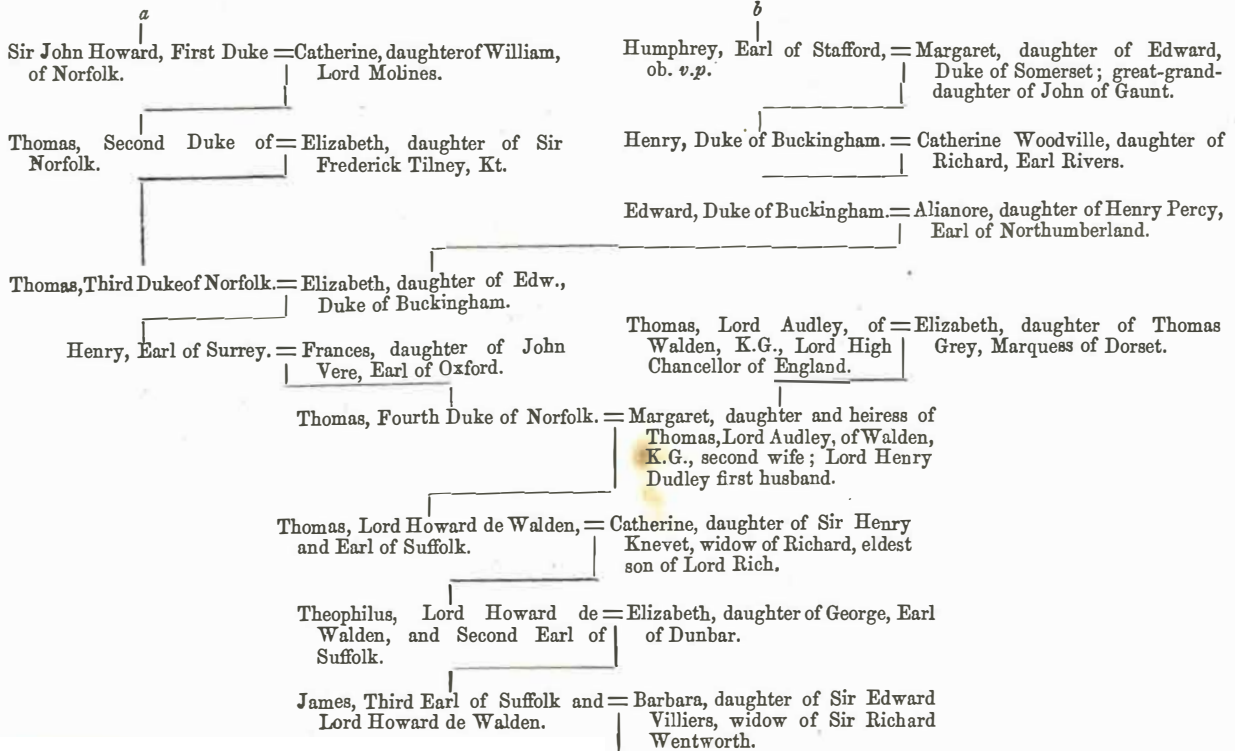 a
Sir John Howard, First Duke = Catherine, daughter of William,
of Norfolk. Lord Molines.
b
Humphrey, Earl of Stafford, = Margaret, daughter of Edward,
ob. v.p. Duke of Somerset; great-grand-
daughter of John of Gaunt.
Thomas, Second Duke of = Elizabeth, daughter of Sir
Norfolk. Frederick Tilney, Kt.
Henry, Duke of Buckingham. = Catherine Woodville, daughter of
Richard, Earl Rivers.
Edward, Duke of Buckingham. = Alianore, daughter of Henry Percy,
Earl of Northumberland.
Thomas, Third Duke of Norfolk. = Elizabeth, daughter of Edw.,
Duke of Buckingham.
Henry, Earl of Surrey. = Frances, daughter of John
Vere, Earl of Oxford.
Thomas, Lord Audley, of = Elizabeth, daughter of Thomas
Walden, K.G., Lord High Grey, Marquess of Dorset.
Chancellor of England.
Thomas, Fourth Duke of Norfolk. = Margaret, daughter and heiress of
Thomas, Lord Audley, of Walden,
K.G., second wife; Lord Henry
Dudley first husband.
Thomas, Lord Howard de Walden, = Catherine, daughter of Sir Henry
and Earl of Suffolk. Knevet, widow of Richard, eldest
son of Lord Rich.
Theophilus, Lord Howard de = Elizabeth, daughter of George, Earl
Walden, and Second Earl of of Dunbar.
Suffolk.
James, Third Earl of Suffolk and = Barbara, daughter of Sir Edward
Lord Howard de Walden. Villiers, widow of Sir Richard
Wentworth.